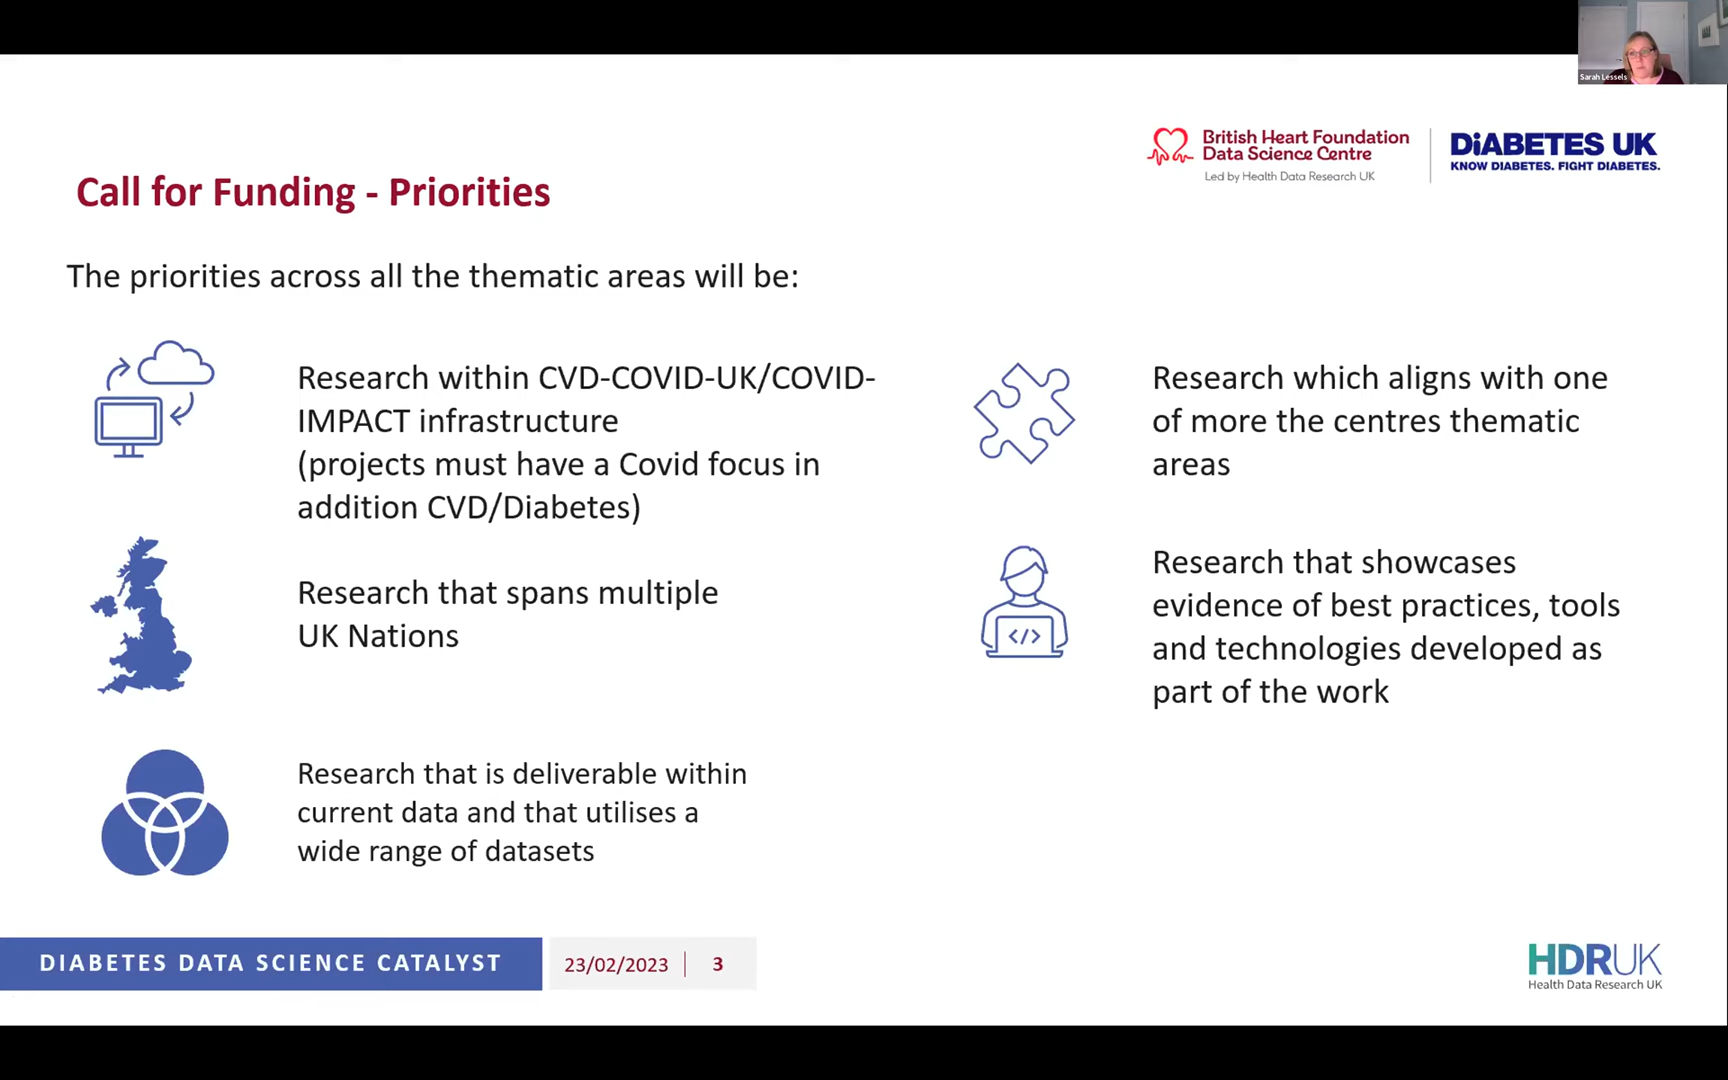 Sarah Lessels
British Heart Foundation
Data Science Centre
Led by Health Data Research UK
DiABETES UK
KNOW DIABETES. FIGHT DIABETES.
Call for Funding - Priorities
The priorities across all the thematic areas will be:
Research within CVD-COVID-UK/COVID-
IMPACT infrastructure
(projects must have a Covid focus in
addition CVD/Diabetes)
Research that spans multiple
UK Nations
Research that is deliverable within
current data and that utilises a
wide range of datasets
Research which aligns with one
of more the centres thematic
areas
</>
Research that showcases
evidence of best practices, tools
and technologies developed as
part of the work
DIABETES DATA SCIENCE CATALYST
23/02/2023
3
HDRUK
Health Data Research UK